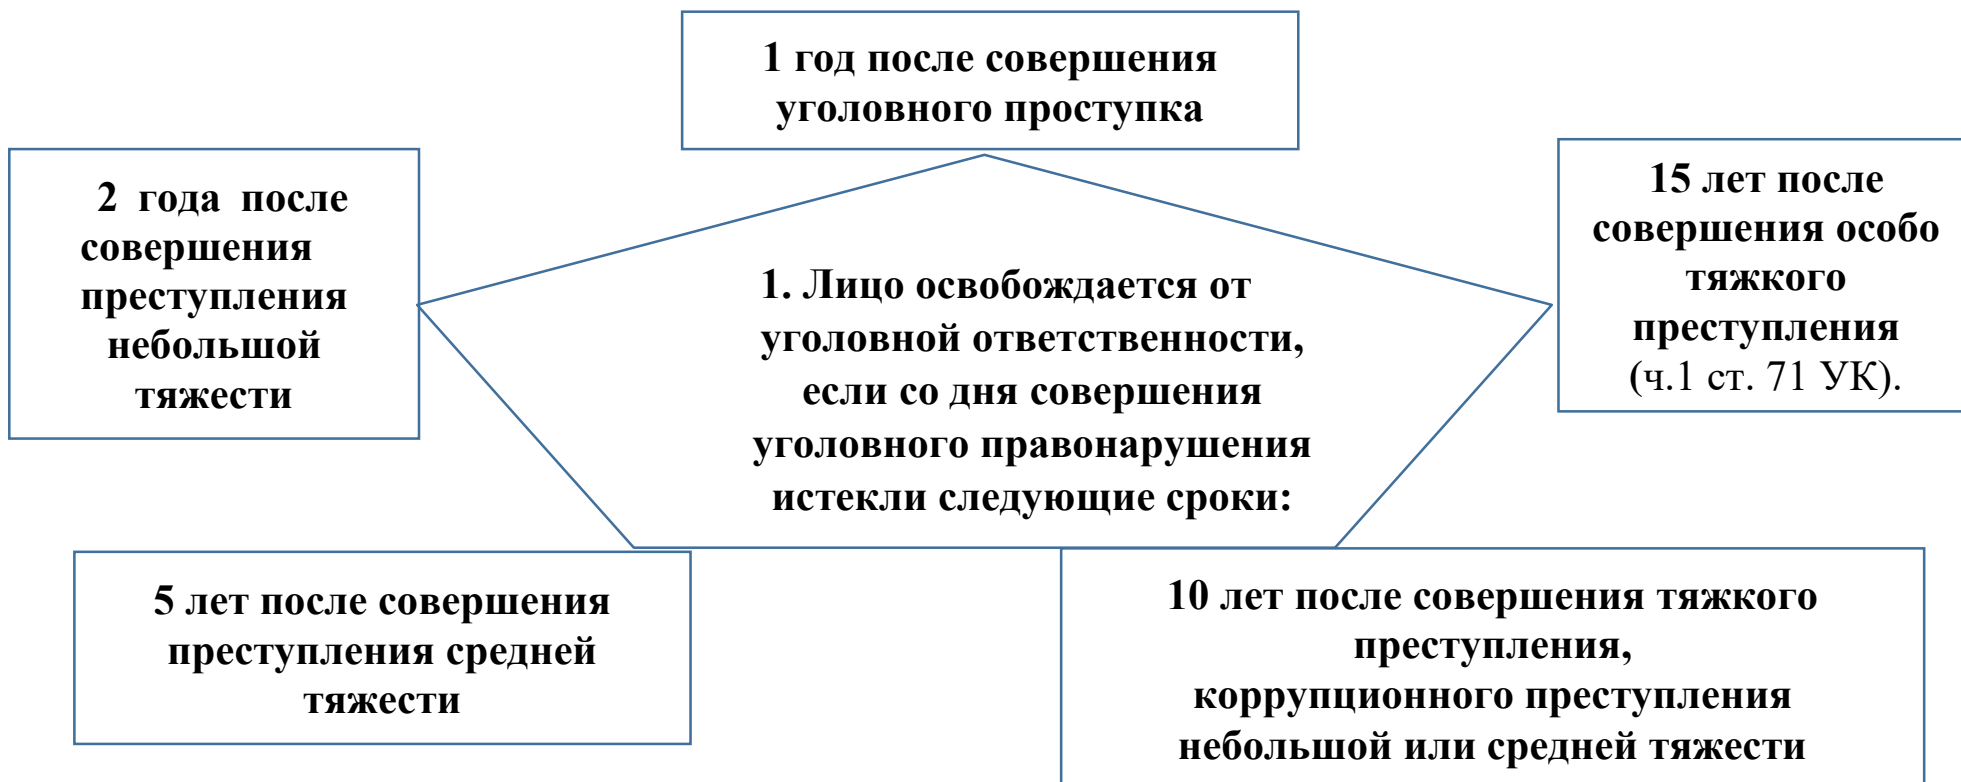 1 год после совершения
уголовного проступка
2 года после
совершения
преступления
небольшой
тяжести
15 лет после
совершения особо
тяжкого
преступления
(ч.1 ст. 71 УК).
1. Лицо освобождается от
уголовной ответственности,
если со дня совершения
уголовного правонарушения
истекли следующие сроки:
5 лет после совершения
преступления средней
тяжести
10 лет после совершения тяжкого
преступления,
коррупционного преступления
небольшой или средней тяжести